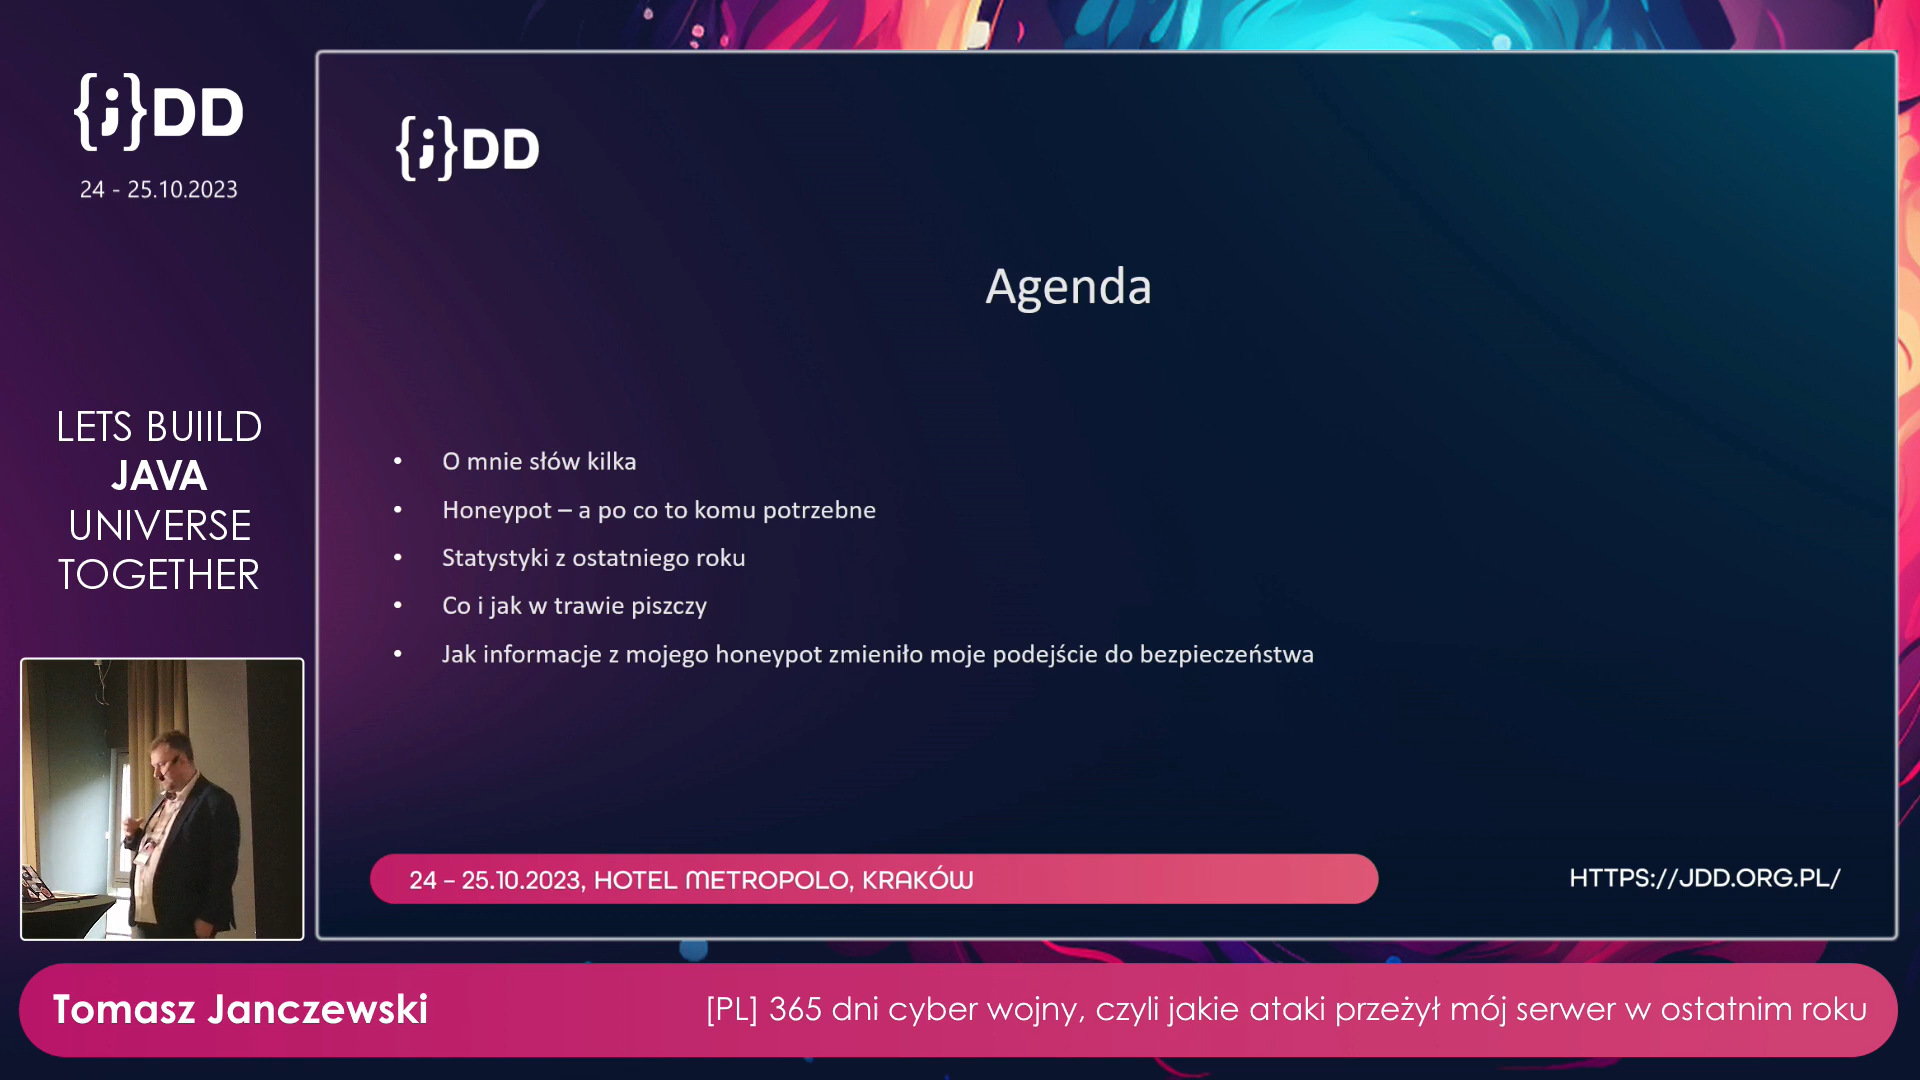 {j}DD
24 - 25.10.2023
LETS BUIILD
JAVA
UNIVERSE
TOGETHER
{j}DD
Agenda
• O mnie słów kilka
• Honeypot – a po co to komu potrzebne
• Statystyki z ostatniego roku
• Co i jak w trawie piszczy
• Jak informacje z mojego honeypot zmieniło moje podejście do bezpieczeństwa
24 – 25.10.2023, HOTEL METROPOLO, KRAKÓW
HTTPS://JDD.ORG.PL/
Tomasz Janczewski
[PL] 365 dni cyber wojny, czyli jakie ataki przeżył mój serwer w ostatnim roku